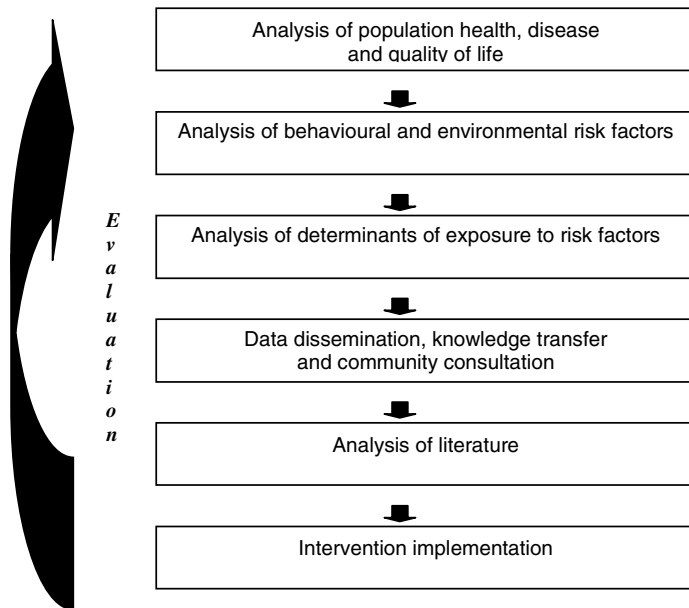 Analysis of population health, disease
and quality of life
Analysis of behavioural and environmental risk factors
Analysis of determinants of exposure to risk factors
Data dissemination, knowledge transfer
and community consultation
Analysis of literature
Intervention implementation
Evaluation